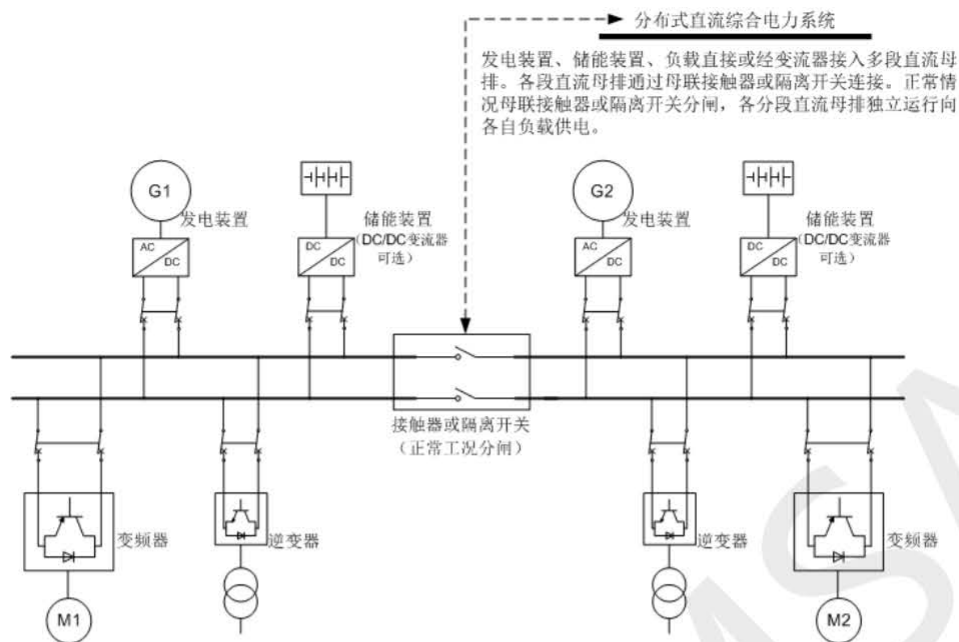 分布式直流综合电力系统
发电装置、储能装置、负载直接或经变流器接入多段直流母
排。各段直流母排通过母联接触器或隔离开关连接。正常情
况母联接触器或隔离开关分闸，各分段直流母排独立运行向
各自负载供电。
G1
发电装置
AC
DC
储能装置
（DC/DC变流器
可选）
DC
DC
G2
发电装置
AC
DC
储能装置
（DC/DC变流器
可选）
DC
DC
接触器或隔离开关
（正常工况分闸）
变频器
逆变器
逆变器
变频器
M1
M2
MSA